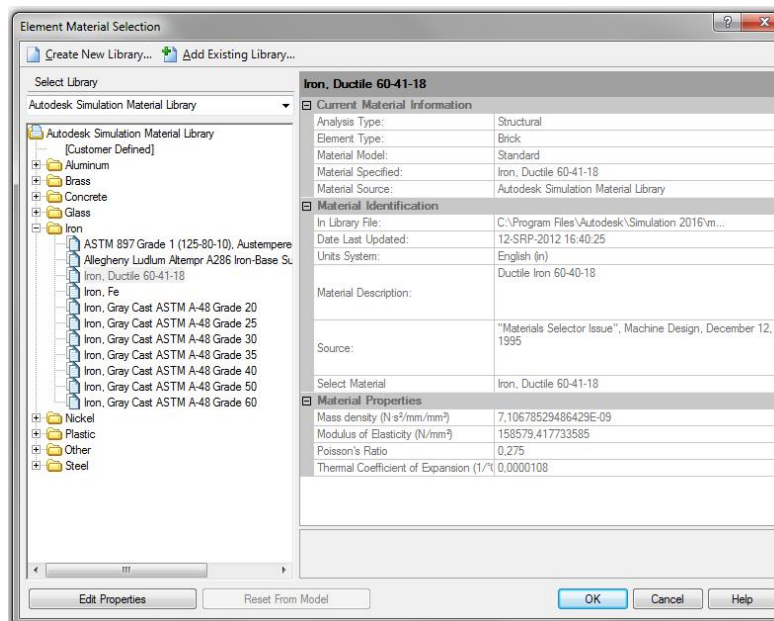 Element Material Selection
Create New Library... Add Existing Library...
Select Library
Autodesk Simulation Material Library
Autodesk Simulation Material Library
[Customer Defined]
Aluminum
Brass
Concrete
Glass
Iron
ASTM 897 Grade 1 (125-80-10), Austempere
Allegheny Ludlum Altempr A286 Iron-Base Su
Iron, Ductile 60-41-18
Iron, Fe
Iron, Gray Cast ASTM A-48 Grade 20
Iron, Gray Cast ASTM A-48 Grade 25
Iron, Gray Cast ASTM A-48 Grade 30
Iron, Gray Cast ASTM A-48 Grade 35
Iron, Gray Cast ASTM A-48 Grade 40
Iron, Gray Cast ASTM A-48 Grade 50
Iron, Gray Cast ASTM A-48 Grade 60
Nickel
Plastic
Other
Steel
Iron, Ductile 60-41-18
Current Material Information
Analysis Type: Structural
Element Type: Brick
Material Model: Standard
Material Specified: Iron, Ductile 60-41-18
Material Source: Autodesk Simulation Material Library
Material Identification
In Library File: C:\Program Files\Autodesk\Simulation 2016\m...
Date Last Updated: 12-SRP-2012 16:40:25
Units System: English (in)
Material Description: Ductile Iron 60-40-18
Source: "Materials Selector Issue", Machine Design, December 12,
1995
Select Material Iron, Ductile 60-41-18
Material Properties
Mass density (N·s²/mm/mm³) 7,10678529486429E-09
Modulus of Elasticity (N/mm²) 158579,417733585
Poisson's Ratio 0,275
Thermal Coefficient of Expansion (1/°( 0,0000108
Edit Properties Reset From Model OK Cancel Help